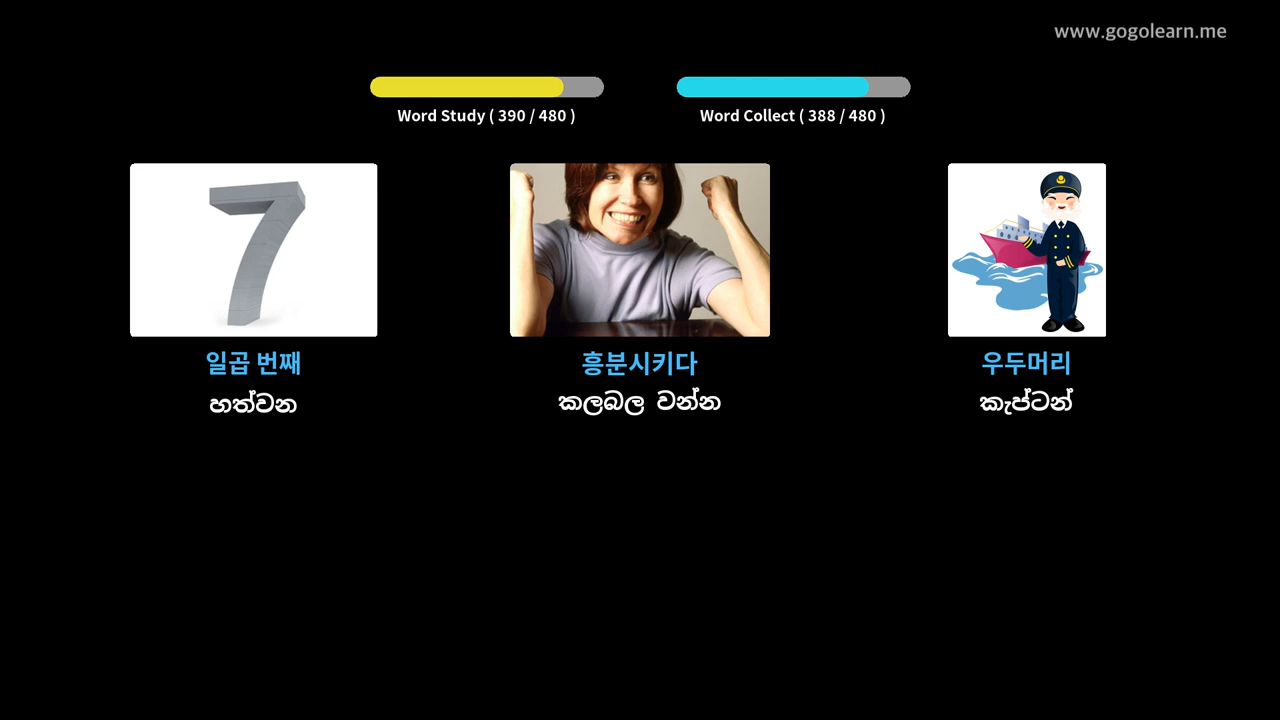 www.gogolearn.me
Word Study ( 390 / 480 )
Word Collect ( 388 / 480 )
7
일곱 번째
හත්වන
흥분시키다
කලබල වන්න
우두머리
කැප්ටන්